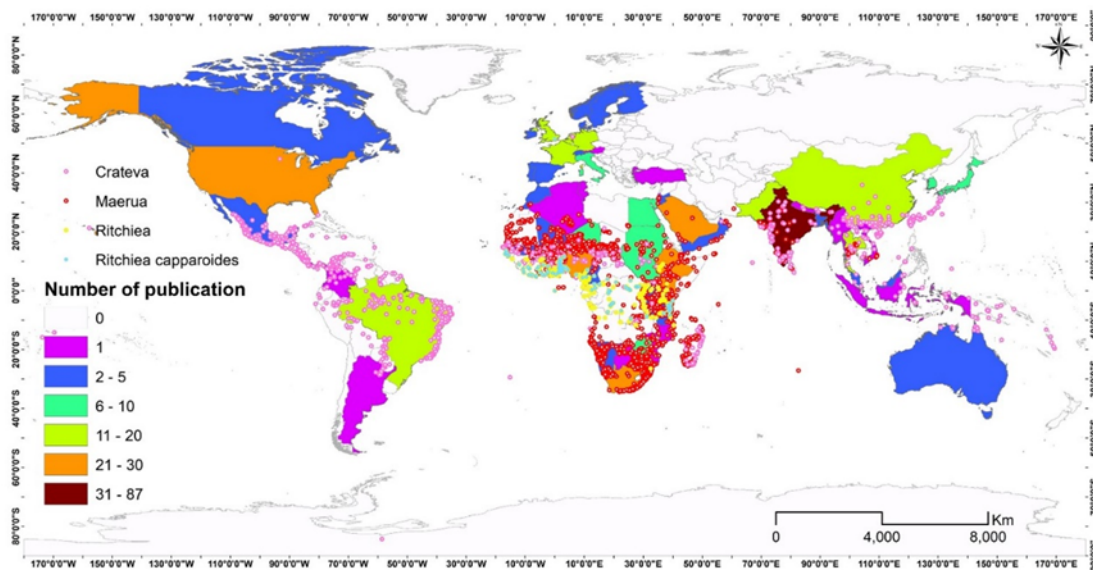 170°0'0"W 150°0'0"W 130°0'0"W 110°0'0"W 90°0'0"W 70°0'0"W 50°0'0"W 30°0'0"W 10°0'0"W 10°0'0"E 30°0'0"E 50°0'0"E 70°0'0"E 90°0'0"E 110°0'0"E 130°0'0"E 150°0'0"E 170°0'0"E
80°0'0"N
60°0'0"N
40°0'0"N
20°0'0"N
0°0'0"
20°0'0"S
40°0'0"S
60°0'0"S
80°0'0"S
Crateva
Maerua
Ritchiea
Ritchiea capparoides
Number of publication
0
1
2 - 5
6 - 10
11 - 20
21 - 30
31 - 87
Km
0 4,000 8,000
170°0'0"W 150°0'0"W 130°0'0"W 110°0'0"W 90°0'0"W 70°0'0"W 50°0'0"W 30°0'0"W 10°0'0"W 10°0'0"E 30°0'0"E 50°0'0"E 70°0'0"E 90°0'0"E 110°0'0"E 130°0'0"E 150°0'0"E 170°0'0"E